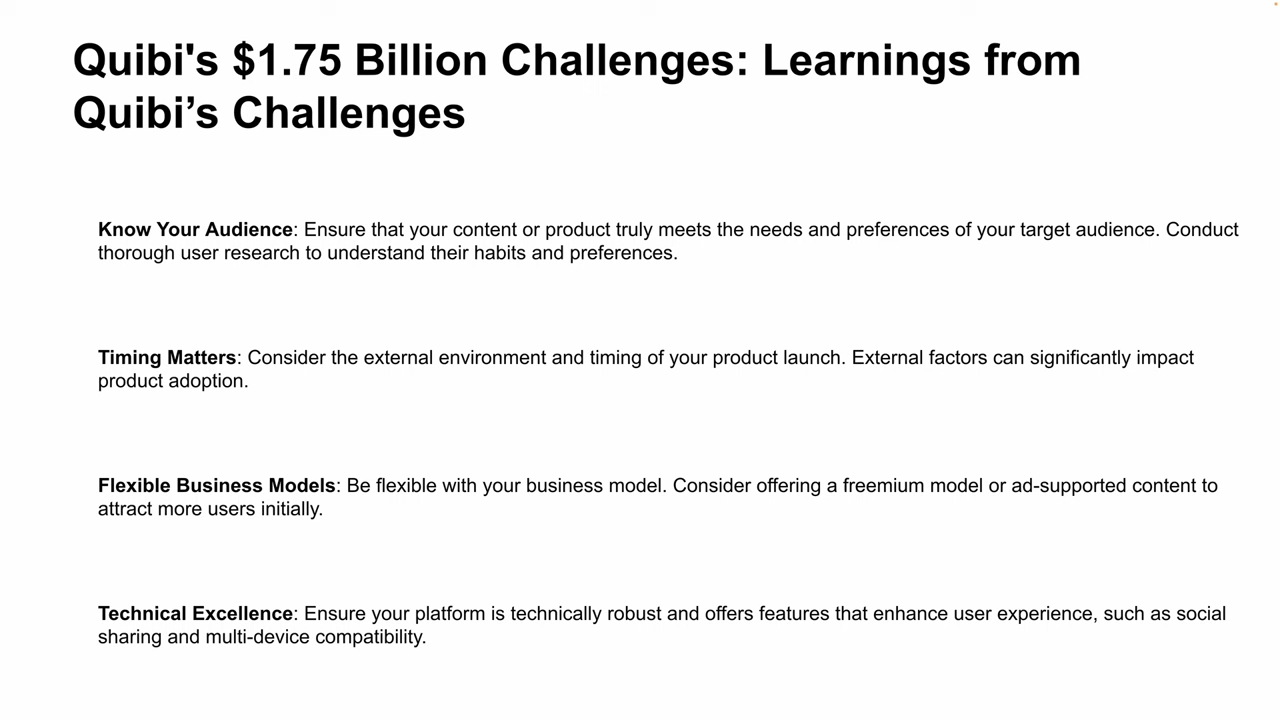 Quibi's $1.75 Billion Challenges: Learnings from
Quibi’s Challenges
Know Your Audience: Ensure that your content or product truly meets the needs and preferences of your target audience. Conduct
thorough user research to understand their habits and preferences.
Timing Matters: Consider the external environment and timing of your product launch. External factors can significantly impact
product adoption.
Flexible Business Models: Be flexible with your business model. Consider offering a freemium model or ad-supported content to
attract more users initially.
Technical Excellence: Ensure your platform is technically robust and offers features that enhance user experience, such as social
sharing and multi-device compatibility.